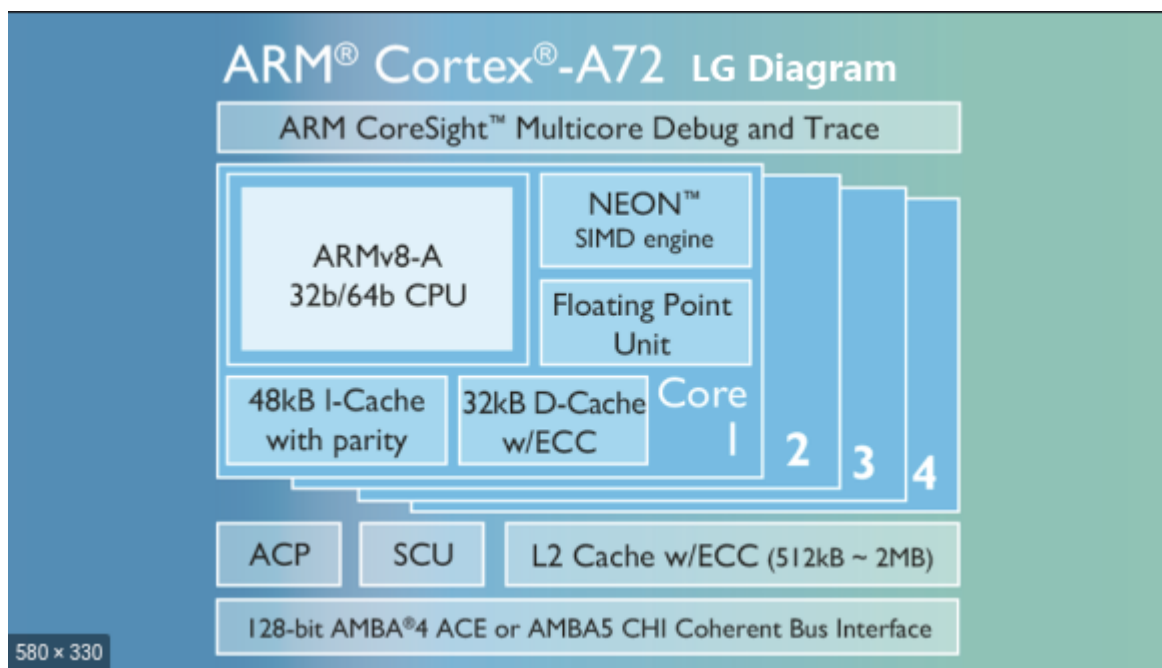 ARM® Cortex®-A72 LG Diagram
ARM CoreSight™ Multicore Debug and Trace
ARMv8-A
32b/64b CPU
NEON™
SIMD engine
Floating Point
Unit
48kB I-Cache
with parity
32kB D-Cache
w/ECC
Core
1
2
3
4
ACP
SCU
L2 Cache w/ECC (512kB ~ 2MB)
128-bit AMBA®4 ACE or AMBA5 CHI Coherent Bus Interface
580 × 330